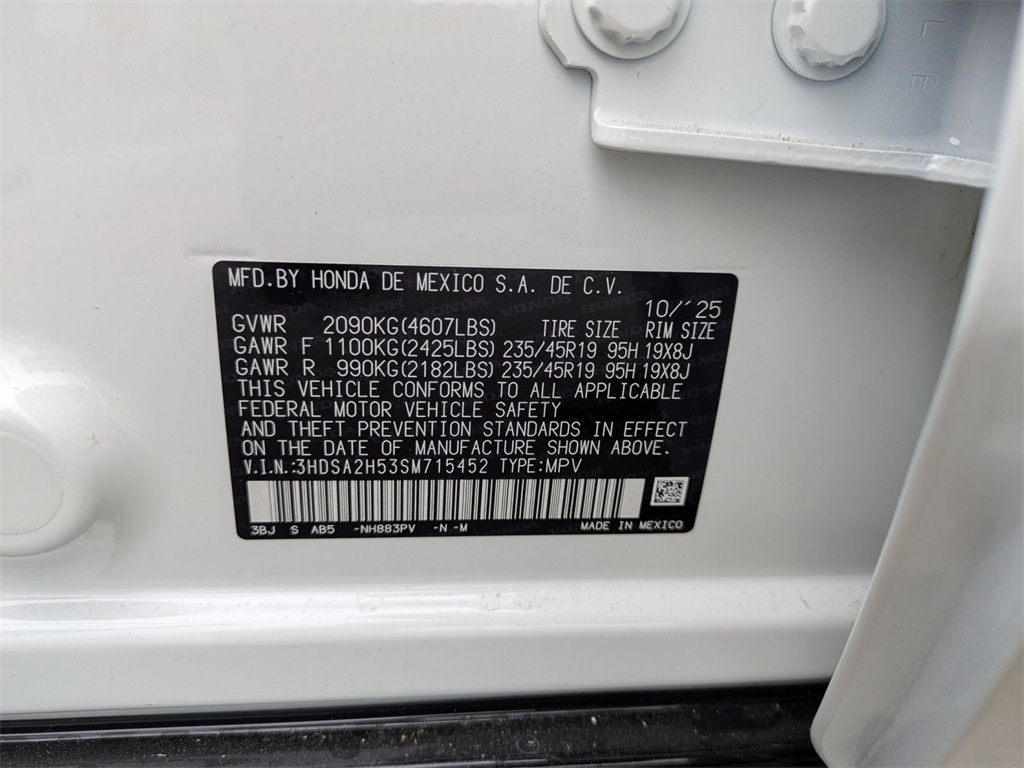 MFD.BY HONDA DE MEXICO S.A. DE C.V.
10/'25
GVWR 2090KG(4607LBS) TIRE SIZE RIM SIZE
GAWR F 1100KG(2425LBS) 235/45R19 95H 19X8J
GAWR R 990KG(2182LBS) 235/45R19 95H 19X8J
THIS VEHICLE CONFORMS TO ALL APPLICABLE
FEDERAL MOTOR VEHICLE SAFETY
AND THEFT PREVENTION STANDARDS IN EFFECT
ON THE DATE OF MANUFACTURE SHOWN ABOVE.
V.I.N.:3HDSA2H53SM715452 TYPE:MPV
3BJ S AB5 -NH883PV -N -M MADE IN MEXICO